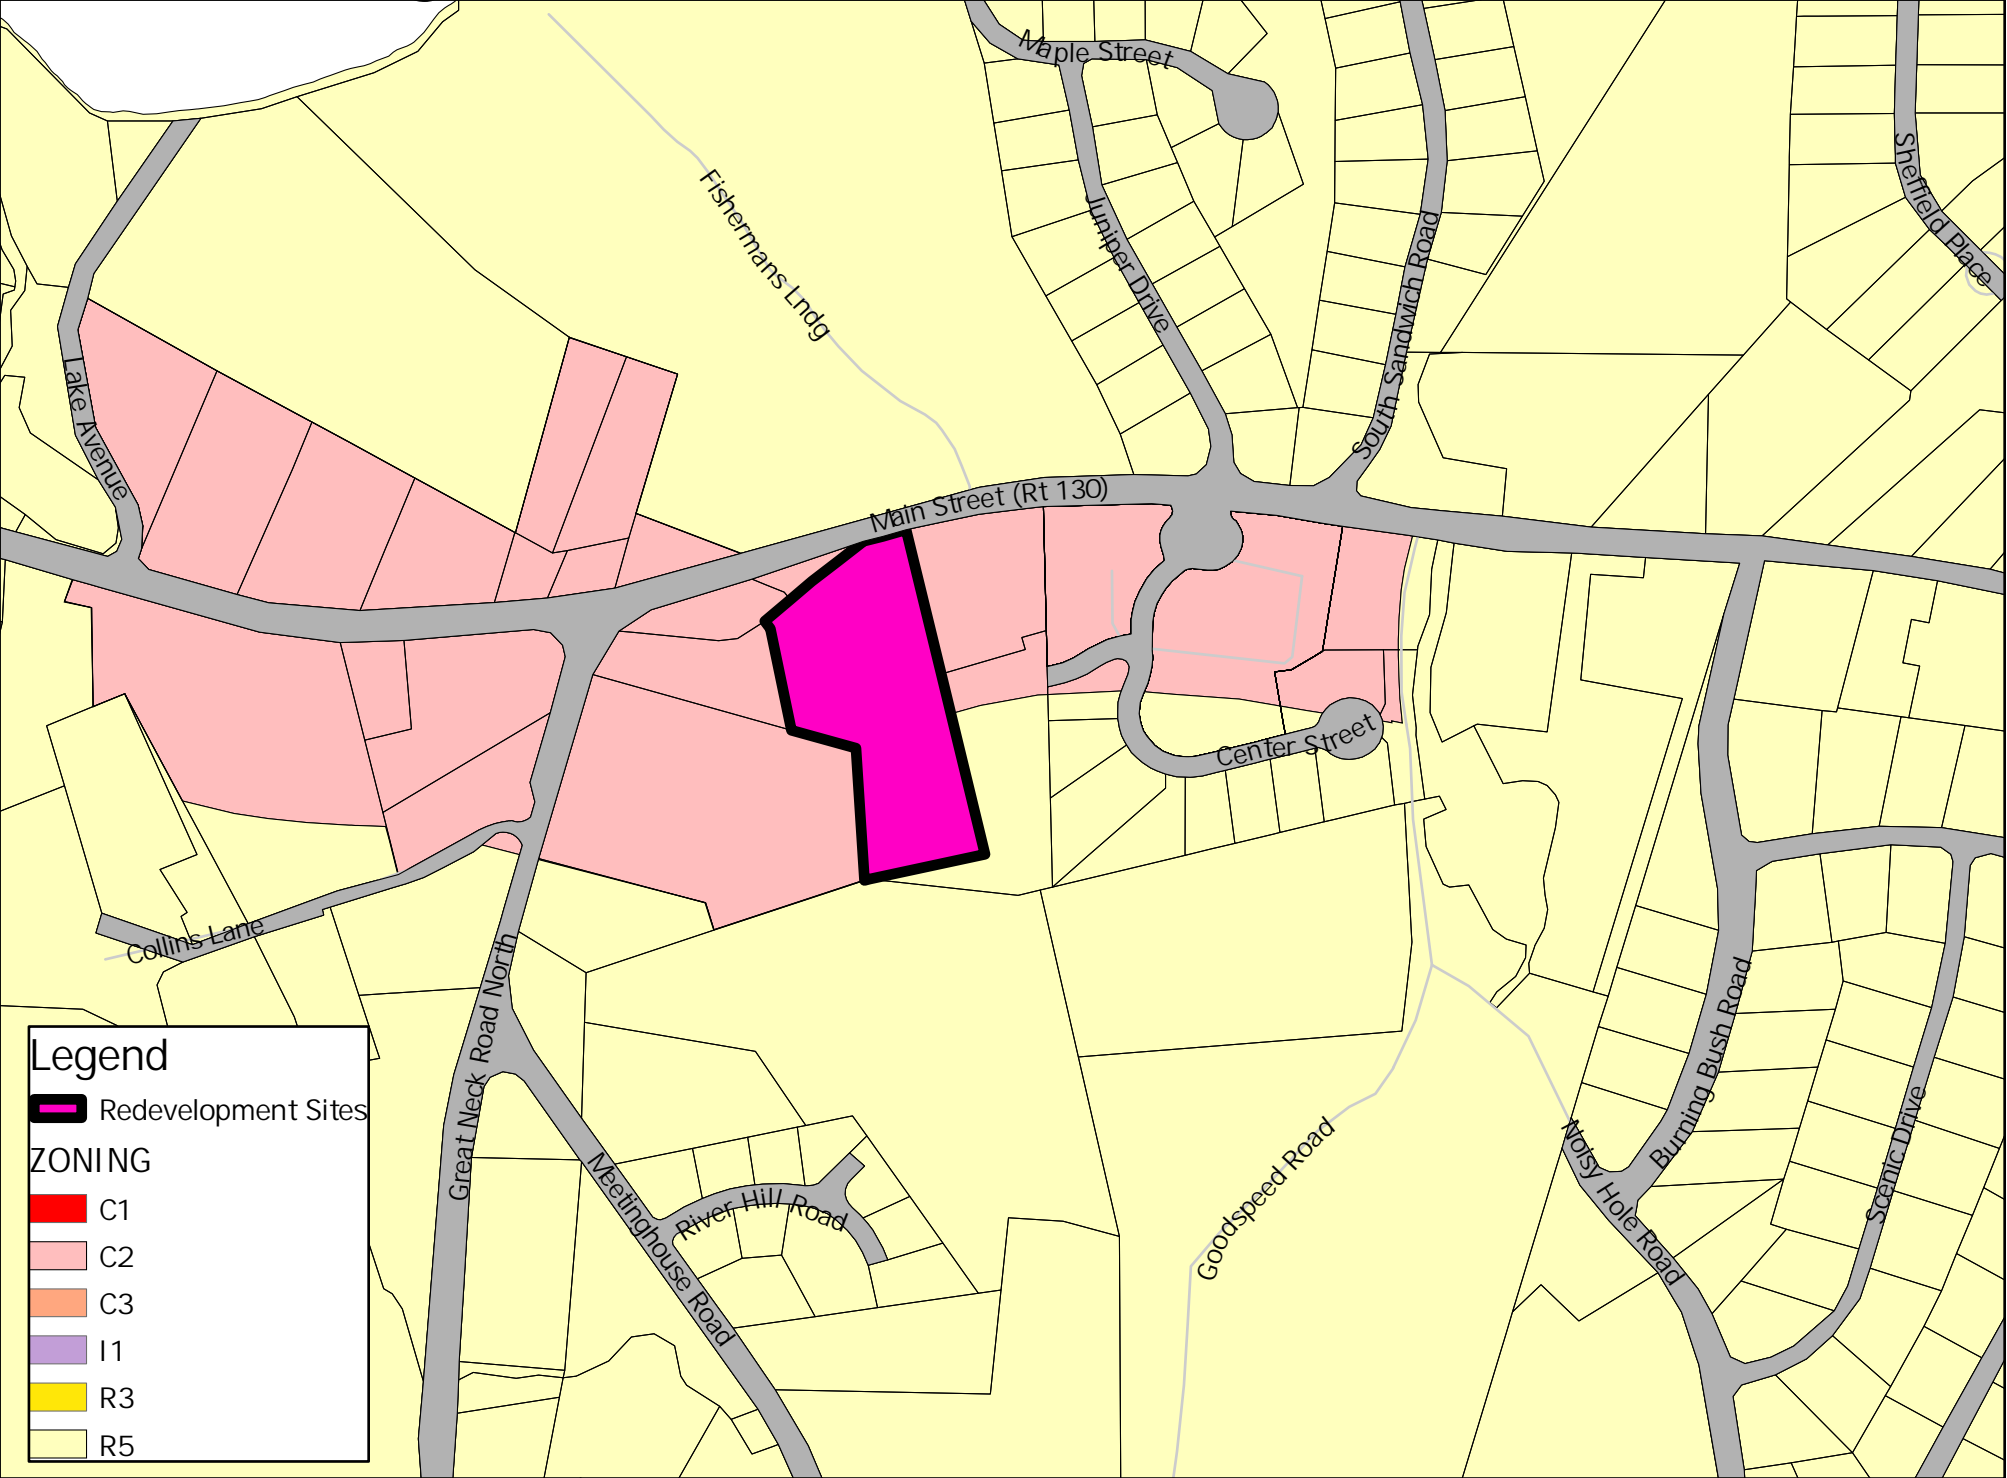 Maple Street
Sheffield Place
Fishermans Lndg
Juniper Drive
South Sandwich Road
Lake Avenue
Main Street (Rt 130)
Center Street
Collins Lane
Great Neck Road North
Burning Bush Road
Scenic Drive
Noisy Hole Road
Goodspeed Road
Meetinghouse Road
River Hill Road
Legend
Redevelopment Sites
ZONING
C1
C2
C3
I1
R3
R5